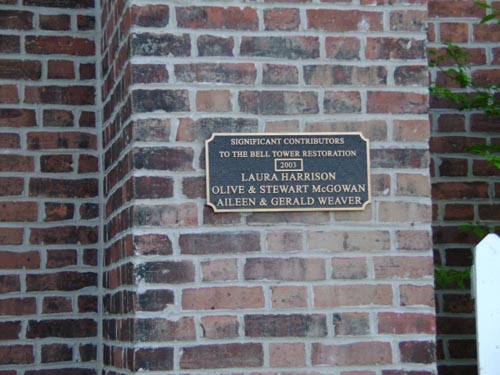 SIGNIFICANT CONTRIBUTORS
TO THE BELL TOWER RESTORATION
2003
LAURA HARRISON
OLIVE & STEWART McGOWAN
AILEEN & GERALD WEAVER